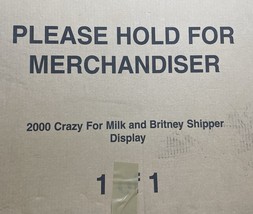 PLEASE HOLD FOR
MERCHANDISER
2000 Crazy For Milk and Britney Shipper
Display
1 1